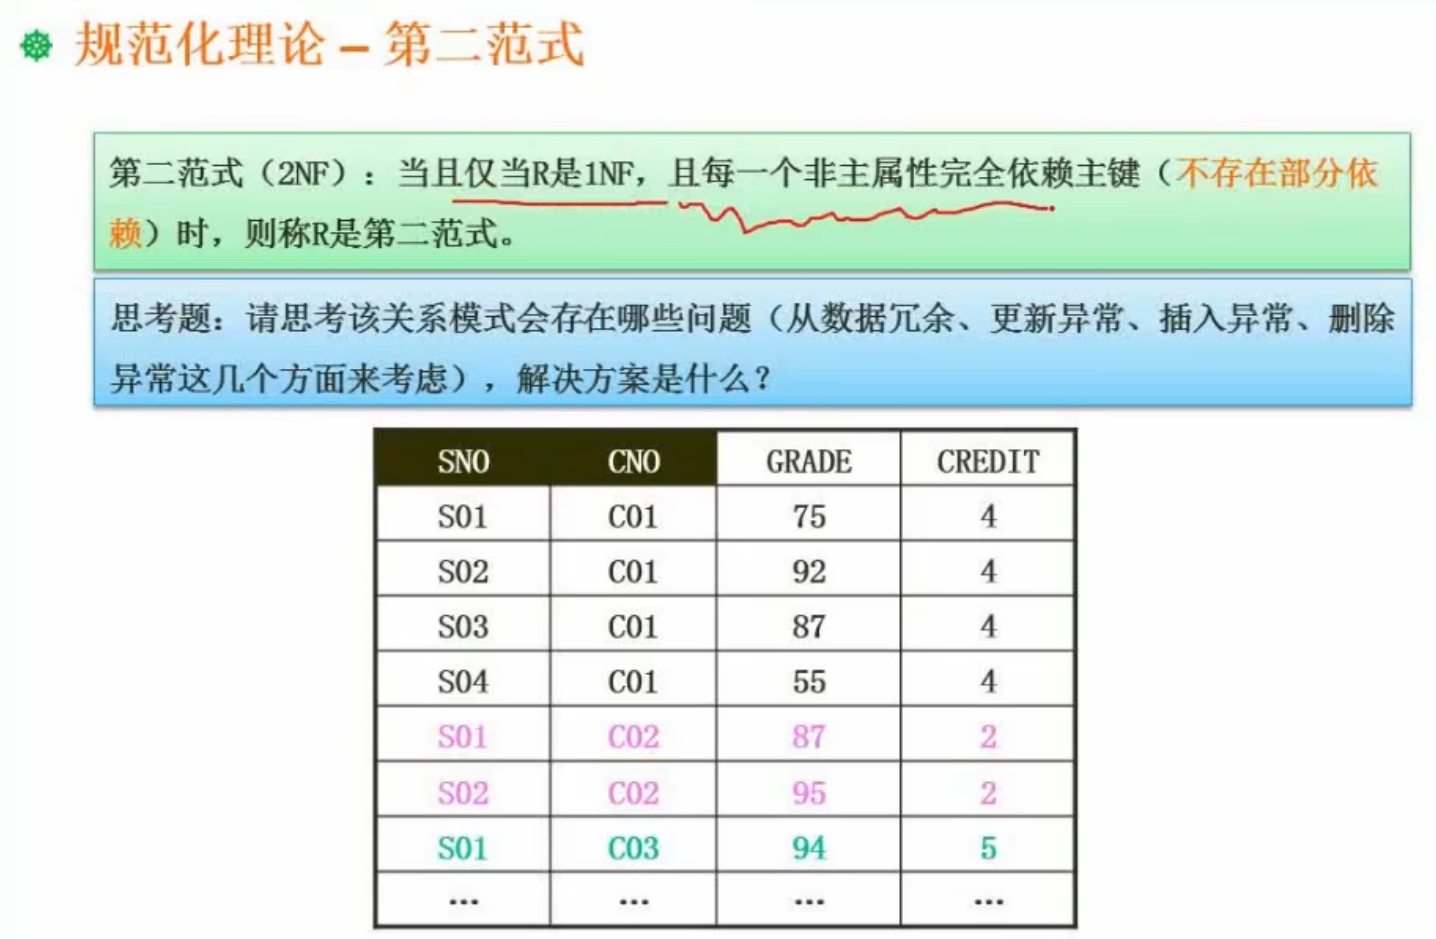 规范化理论 – 第二范式
第二范式（2NF）：当且仅当R是1NF，且每一个非主属性完全依赖主键（不存在部分依
赖）时，则称R是第二范式。
思考题：请思考该关系模式会存在哪些问题（从数据冗余、更新异常、插入异常、删除
异常这几个方面来考虑），解决方案是什么？
SNO CNO GRADE CREDIT
S01 C01 75 4
S02 C01 92 4
S03 C01 87 4
S04 C01 55 4
S01 C02 87 2
S02 C02 95 2
S01 C03 94 5
… … … …